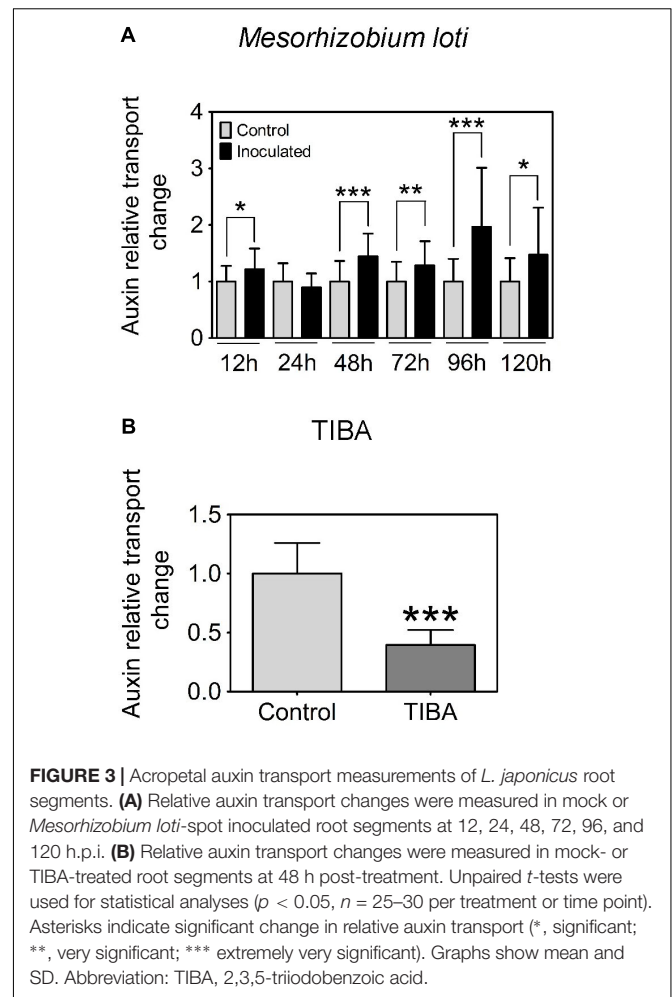 A
Mesorhizobium loti
Auxin relative transport
change
4
3
2
1
0
Control
Inoculated
*
***
**
***
*
12h 24h 48h 72h 96h 120h
B
TIBA
Auxin relative transport
change
1.5
1.0
0.5
0.0
***
Control TIBA
FIGURE 3 | Acropetal auxin transport measurements of L. japonicus root
segments. (A) Relative auxin transport changes were measured in mock or
Mesorhizobium loti-spot inoculated root segments at 12, 24, 48, 72, 96, and
120 h.p.i. (B) Relative auxin transport changes were measured in mock- or
TIBA-treated root segments at 48 h post-treatment. Unpaired t-tests were
used for statistical analyses (p < 0.05, n = 25–30 per treatment or time point).
Asterisks indicate significant change in relative auxin transport (*, significant;
**, very significant; *** extremely very significant). Graphs show mean and
SD. Abbreviation: TIBA, 2,3,5-triiodobenzoic acid.